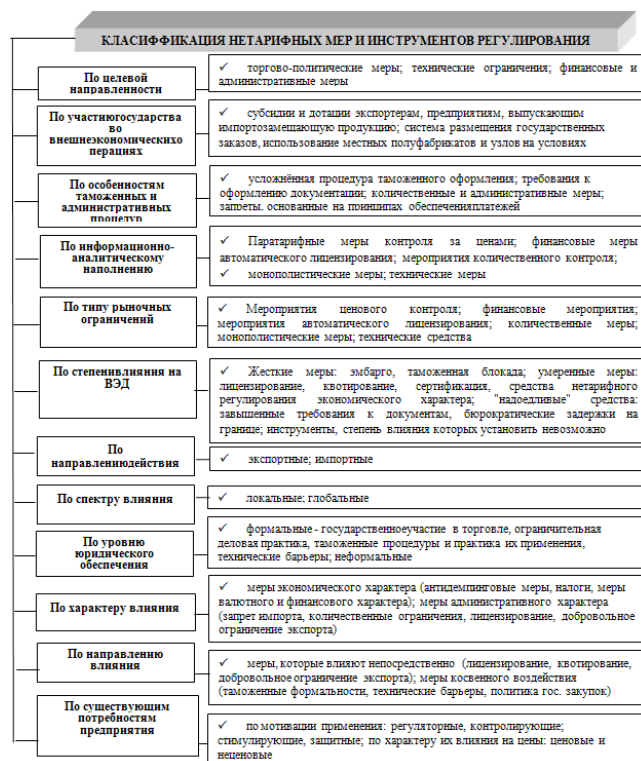 КЛАСИФФИКАЦИЯ НЕТАРИФНЫХ МЕР И ИНСТРУМЕНТОВ РЕГУЛИРОВАНИЯ
По целевой
направленности
✓ торгово-политические меры; технические ограничения; финансовые и
административные меры
По участиюгосударства
во
внешнеэкономическихо
перациях
✓ субсидии и дотации экспортерам, предприятиям, выпускающим
импортозамещающую продукцию; система размещения государственных
заказов, использование местных полуфабрикатов и узлов на условиях
По особенностям
таможенных и
административных
процедур
✓ усложнённая процедура таможенного оформления; требования к
оформлению документации; количественные и административные меры;
запреты, основанные на принципах обеспеченияплатежей
По информационно-
аналитическому
наполнению
✓ Паратарифные меры контроля за ценами; финансовые меры
автоматического лицензирования; мероприятия количественного контроля;
✓ монополистические меры; технические меры
По типу рыночных
ограничений
✓ Мероприятия ценового контроля; финансовые мероприятия;
мероприятия автоматического лицензирования; количественные меры;
монополистические меры; технические средства
По степенивлияния на
ВЭД
✓ Жесткие меры: эмбарго, таможенная блокада; умеренные меры:
лицензирование, квотирование, сертификация, средства нетарифного
регулирования экономического характера; "надоедливые" средства:
завышенные требования к документам, бюрократические задержки на
границе; инструменты, степень влияния которых установить невозможно
По
направлениюдействия
✓ экспортные; импортные
По спектру влияния
✓ локальные; глобальные
По уровню
юридического
обеспечения
✓ формальные - государственноеучастие в торговле, ограничительная
деловая практика, таможенные процедуры и практика их применения,
технические барьеры; неформальные
По характеру влияния
✓ меры экономического характера (антидемпинговые меры, налоги, меры
валютного и финансового характера); меры административного характера
(запрет импорта, количественные ограничения, лицензирование, добровольное
ограничение экспорта)
По направлению
влияния
✓ меры, которые влияют непосредственно (лицензирование, квотирование,
добровольное ограничение экспорта); меры косвенного воздействия
(таможенные формальности, технические барьеры, политика гос. закупок)
По существующим
потребностям
предприятия
✓ по мотивации применения: регуляторные, контролирующие;
стимулирующие, защитные; по характеру их влияния на цены: ценовые и
неценовые